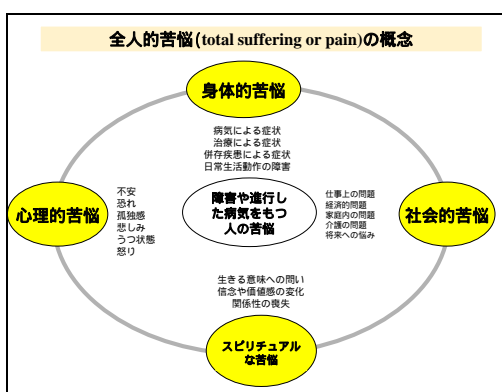 全人的苦悩(total suffering or pain)の概念
身体的苦悩
病気による症状
治療による症状
併存疾患による症状
日常生活動作の障害
心理的苦悩
不安
恐れ
孤独感
悲しみ
うつ状態
怒り
障害や進行し
た病気をもつ
人の苦悩
仕事上の問題
経済的問題
家庭内の問題
介護の問題
将来への悩み
社会的苦悩
生きる意味への問い
信念や価値感の変化
関係性の喪失
スピリチュアル
な苦悩